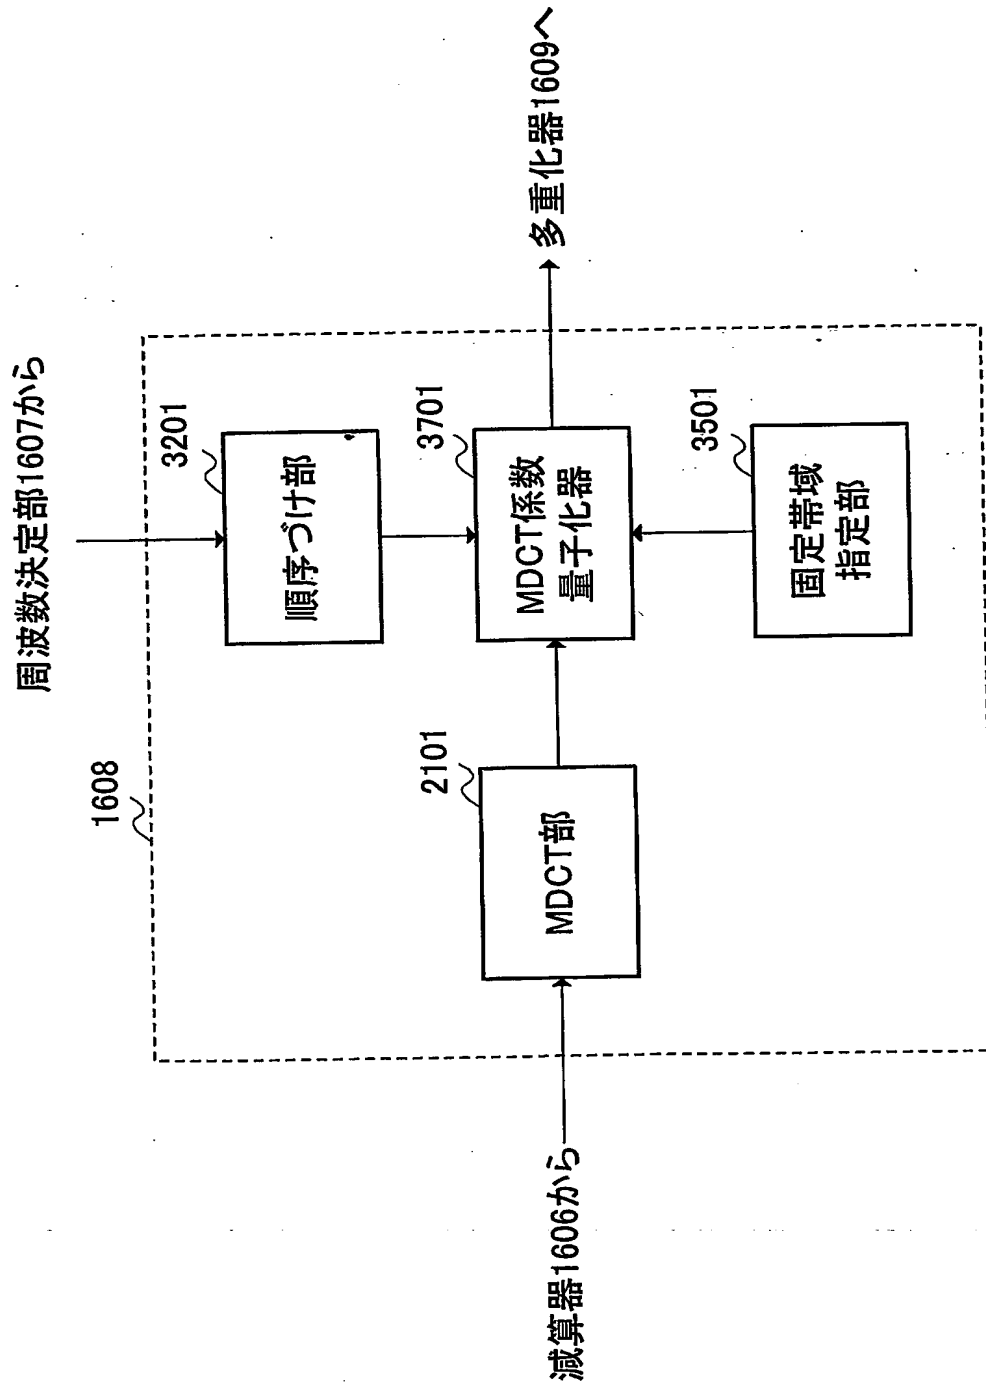 周波数決定部1607から
1608
3201
順序づけ部
2101
MDCT部
3701
MDCT係数
量子化器
3501
固定帯域
指定部
減算器1606から
多重化器1609へ